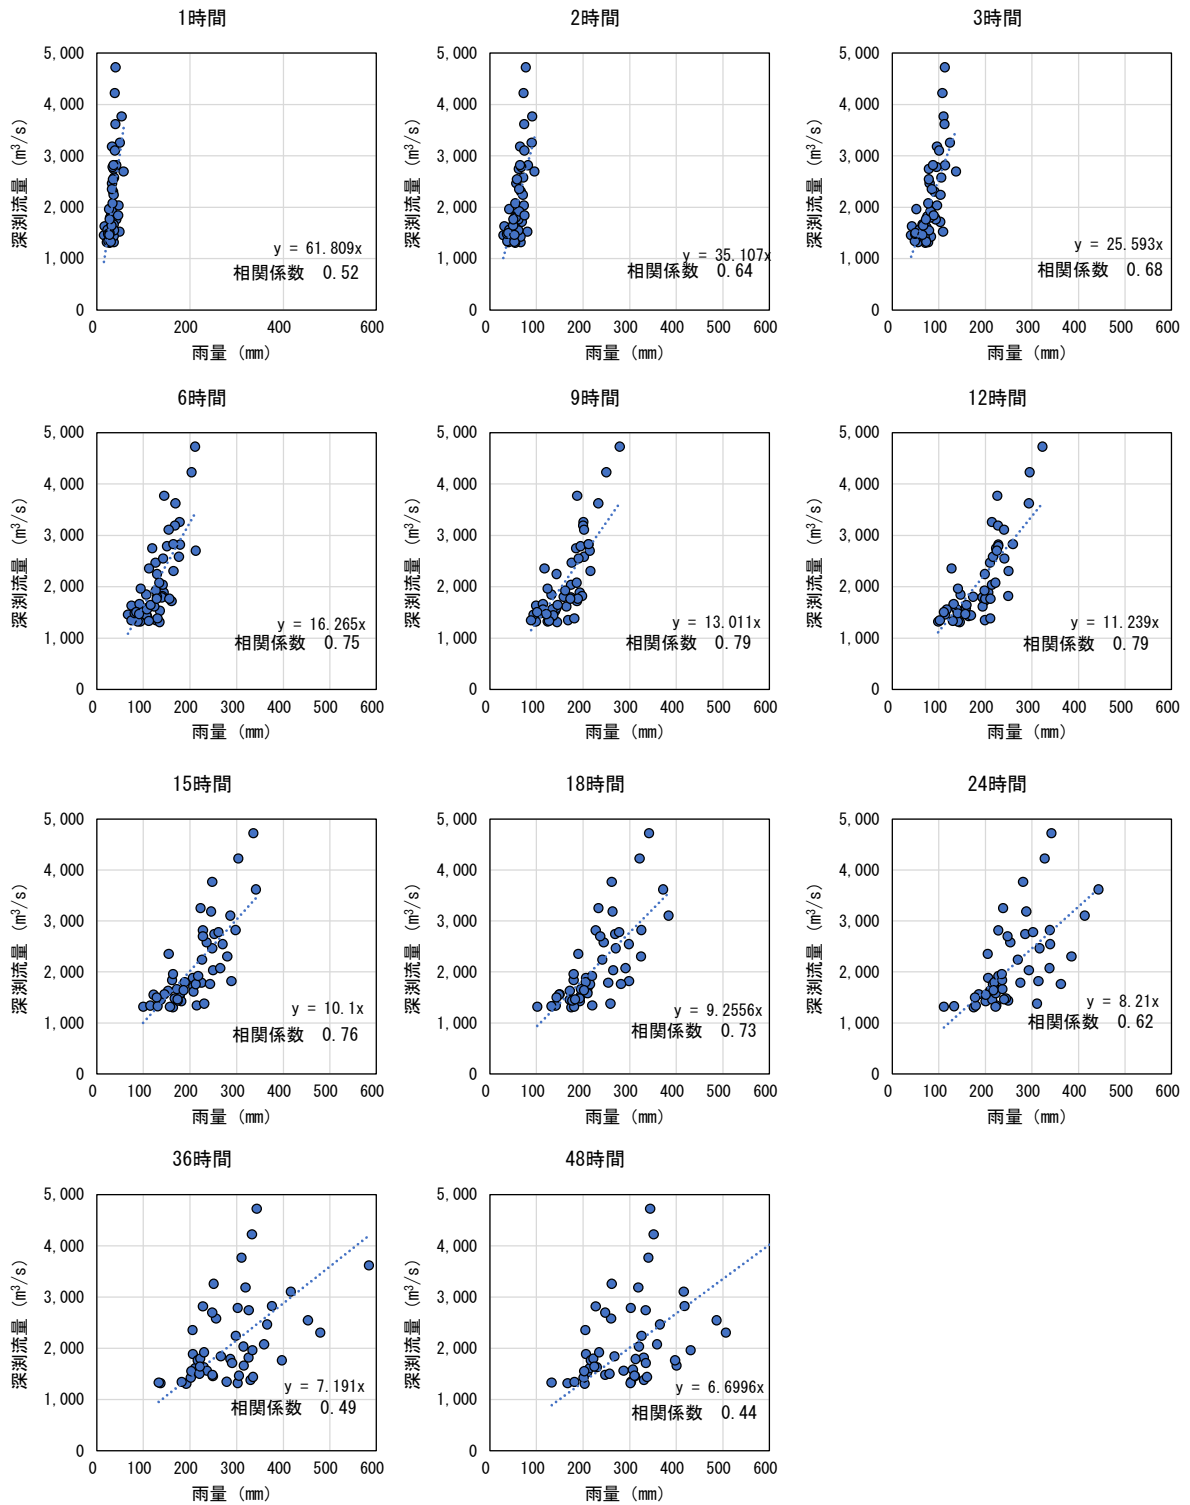 1時間
5,000
4,000
3,000
2,000
1,000
0
深渕流量 (m³/s)
y = 61.809x
相関係数 0.52
0 200 400 600
雨量 (mm)
2時間
5,000
4,000
3,000
2,000
1,000
0
深渕流量 (m³/s)
y = 35.107x
相関係数 0.64
0 100 200 300 400 500 600
雨量 (mm)
3時間
5,000
4,000
3,000
2,000
1,000
0
深渕流量 (m³/s)
y = 25.593x
相関係数 0.68
0 100 200 300 400 500 600
雨量 (mm)
6時間
5,000
4,000
3,000
2,000
1,000
0
深渕流量 (m³/s)
y = 16.265x
相関係数 0.75
0 100 200 300 400 500 600
雨量 (mm)
9時間
5,000
4,000
3,000
2,000
1,000
0
深渕流量 (m³/s)
y = 13.011x
相関係数 0.79
0 100 200 300 400 500 600
雨量 (mm)
12時間
5,000
4,000
3,000
2,000
1,000
0
深渕流量 (m³/s)
y = 11.239x
相関係数 0.79
0 100 200 300 400 500 600
雨量 (mm)
15時間
5,000
4,000
3,000
2,000
1,000
0
深渕流量 (m³/s)
y = 10.1x
相関係数 0.76
0 100 200 300 400 500 600
雨量 (mm)
18時間
5,000
4,000
3,000
2,000
1,000
0
深渕流量 (m³/s)
y = 9.2556x
相関係数 0.73
0 100 200 300 400 500 600
雨量 (mm)
24時間
5,000
4,000
3,000
2,000
1,000
0
深渕流量 (m³/s)
y = 8.21x
相関係数 0.62
0 100 200 300 400 500 600
雨量 (mm)
36時間
5,000
4,000
3,000
2,000
1,000
0
深渕流量 (m³/s)
y = 7.191x
相関係数 0.49
0 100 200 300 400 500 600
雨量 (mm)
48時間
5,000
4,000
3,000
2,000
1,000
0
深渕流量 (m³/s)
y = 6.6996x
相関係数 0.44
0 100 200 300 400 500 600
雨量 (mm)